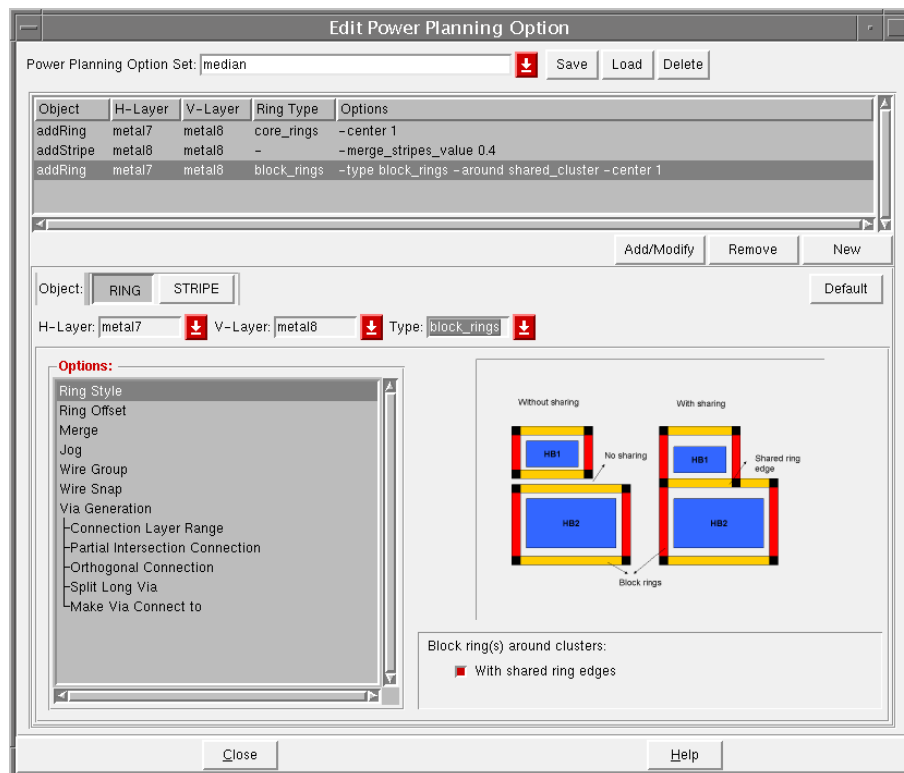 Edit Power Planning Option
Power Planning Option Set: median Save Load Delete
Object H-Layer V-Layer Ring Type Options
addRing metal7 metal8 core_rings -center 1
addStripe metal8 metal8 - -merge_stripes_value 0.4
addRing metal7 metal8 block_rings -type block_rings -around shared_cluster -center 1
Add/Modify Remove New
Object: RING STRIPE Default
H-Layer: metal7 V-Layer: metal8 Type: block_rings
Options:
Ring Style
Ring Offset
Merge
Jog
Wire Group
Wire Snap
Via Generation
Connection Layer Range
Partial Intersection Connection
Orthogonal Connection
Split Long Via
Make Via Connect to
Without sharing With sharing
HB1 No sharing HB1 Shared ring
edge
HB2 HB2
Block rings
Block ring(s) around clusters:
With shared ring edges
Close Help